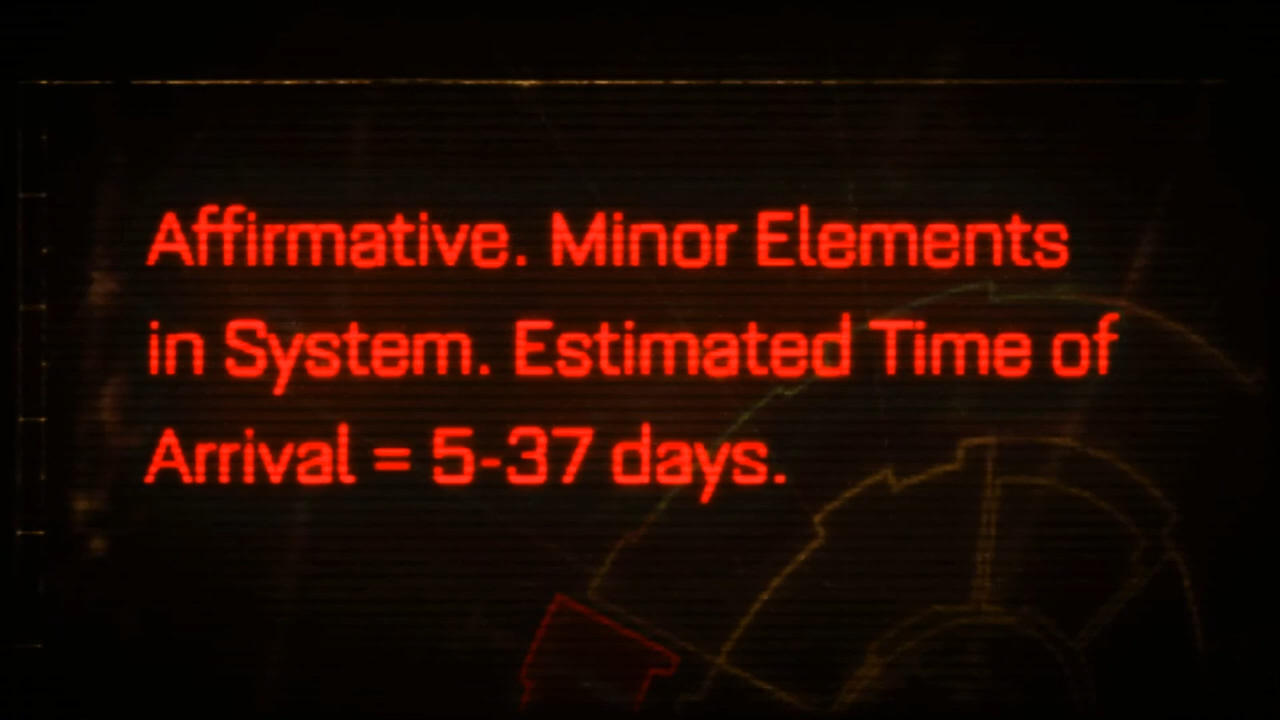 Affirmative. Minor Elements
in System. Estimated Time of
Arrival = 5-37 days.